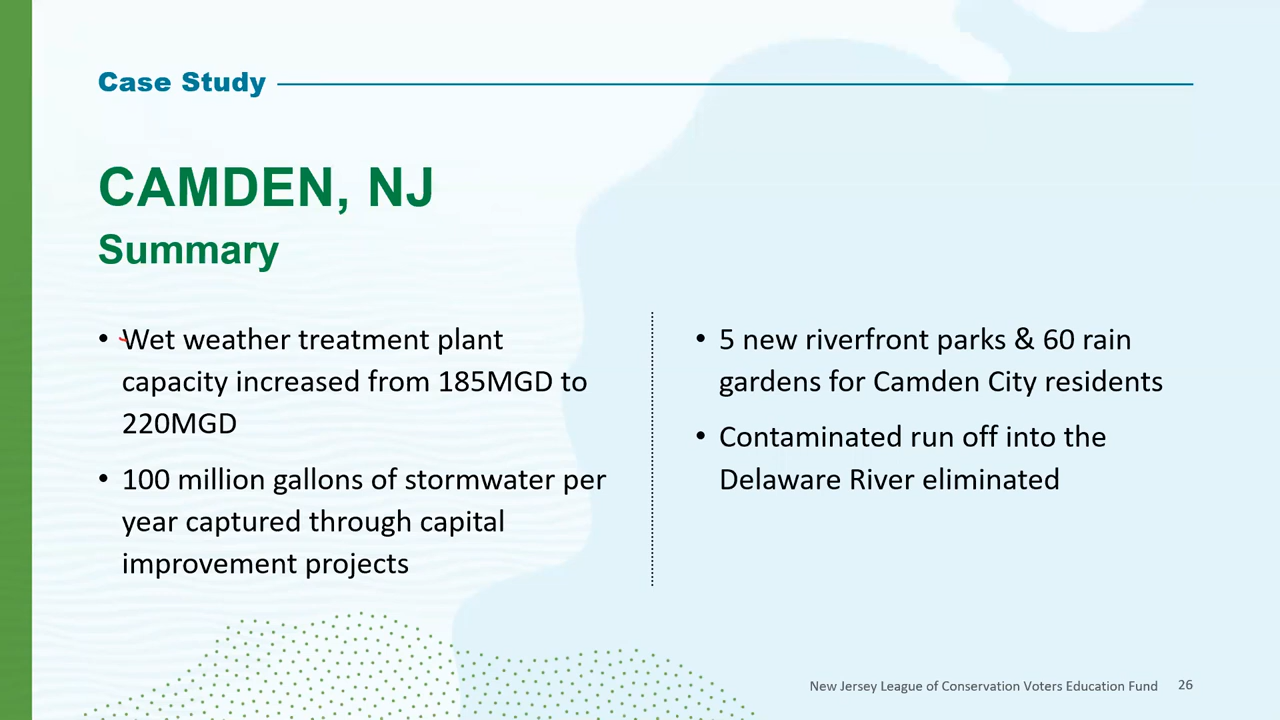 Case Study
CAMDEN, NJ
Summary
• Wet weather treatment plant
capacity increased from 185MGD to
220MGD
• 100 million gallons of stormwater per
year captured through capital
improvement projects
• 5 new riverfront parks & 60 rain
gardens for Camden City residents
• Contaminated run off into the
Delaware River eliminated
New Jersey League of Conservation Voters Education Fund 26